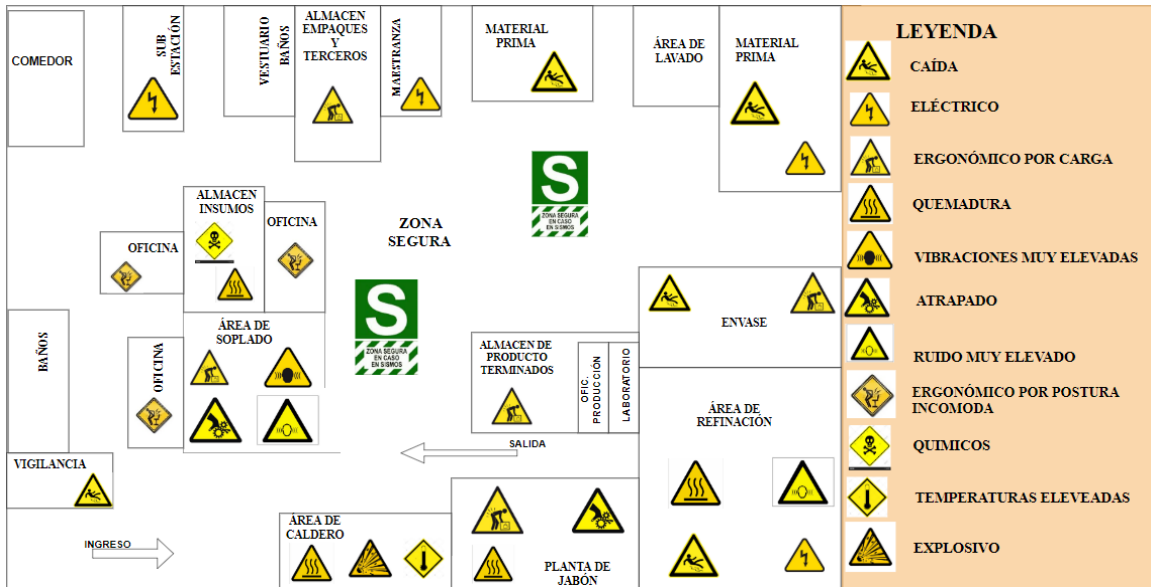 COMEDOR
SUB
ESTACIÓN
VESTUARIO
BAÑOS
ALMACEN
EMPAQUES
Y
TERCEROS
MAESTRANZA
MATERIAL
PRIMA
ÁREA DE
LAVADO
MATERIAL
PRIMA
S
ZONA SEGURA
EN CASO
EN SISMOS
ZONA
SEGURA
ALMACEN
INSUMOS
OFICINA
OFICINA
S
ZONA SEGURA
EN CASO
EN SISMOS
BAÑOS
OFICINA
ÁREA DE
SOPLADO
ALMACEN DE
PRODUCTO
TERMINADOS
OFIC.
PRODUCCIÓN
LABORATORIO
ENVASE
ÁREA DE
REFINACIÓN
SALIDA
VIGILANCIA
INGRESO
ÁREA DE
CALDERO
PLANTA DE
JABÓN
LEYENDA
CAÍDA
ELÉCTRICO
ERGONÓMICO POR CARGA
QUEMADURA
VIBRACIONES MUY ELEVADAS
ATRAPADO
RUIDO MUY ELEVADO
ERGONÓMICO POR POSTURA
INCOMODA
QUIMICOS
TEMPERATURAS ELEVEADAS
EXPLOSIVO